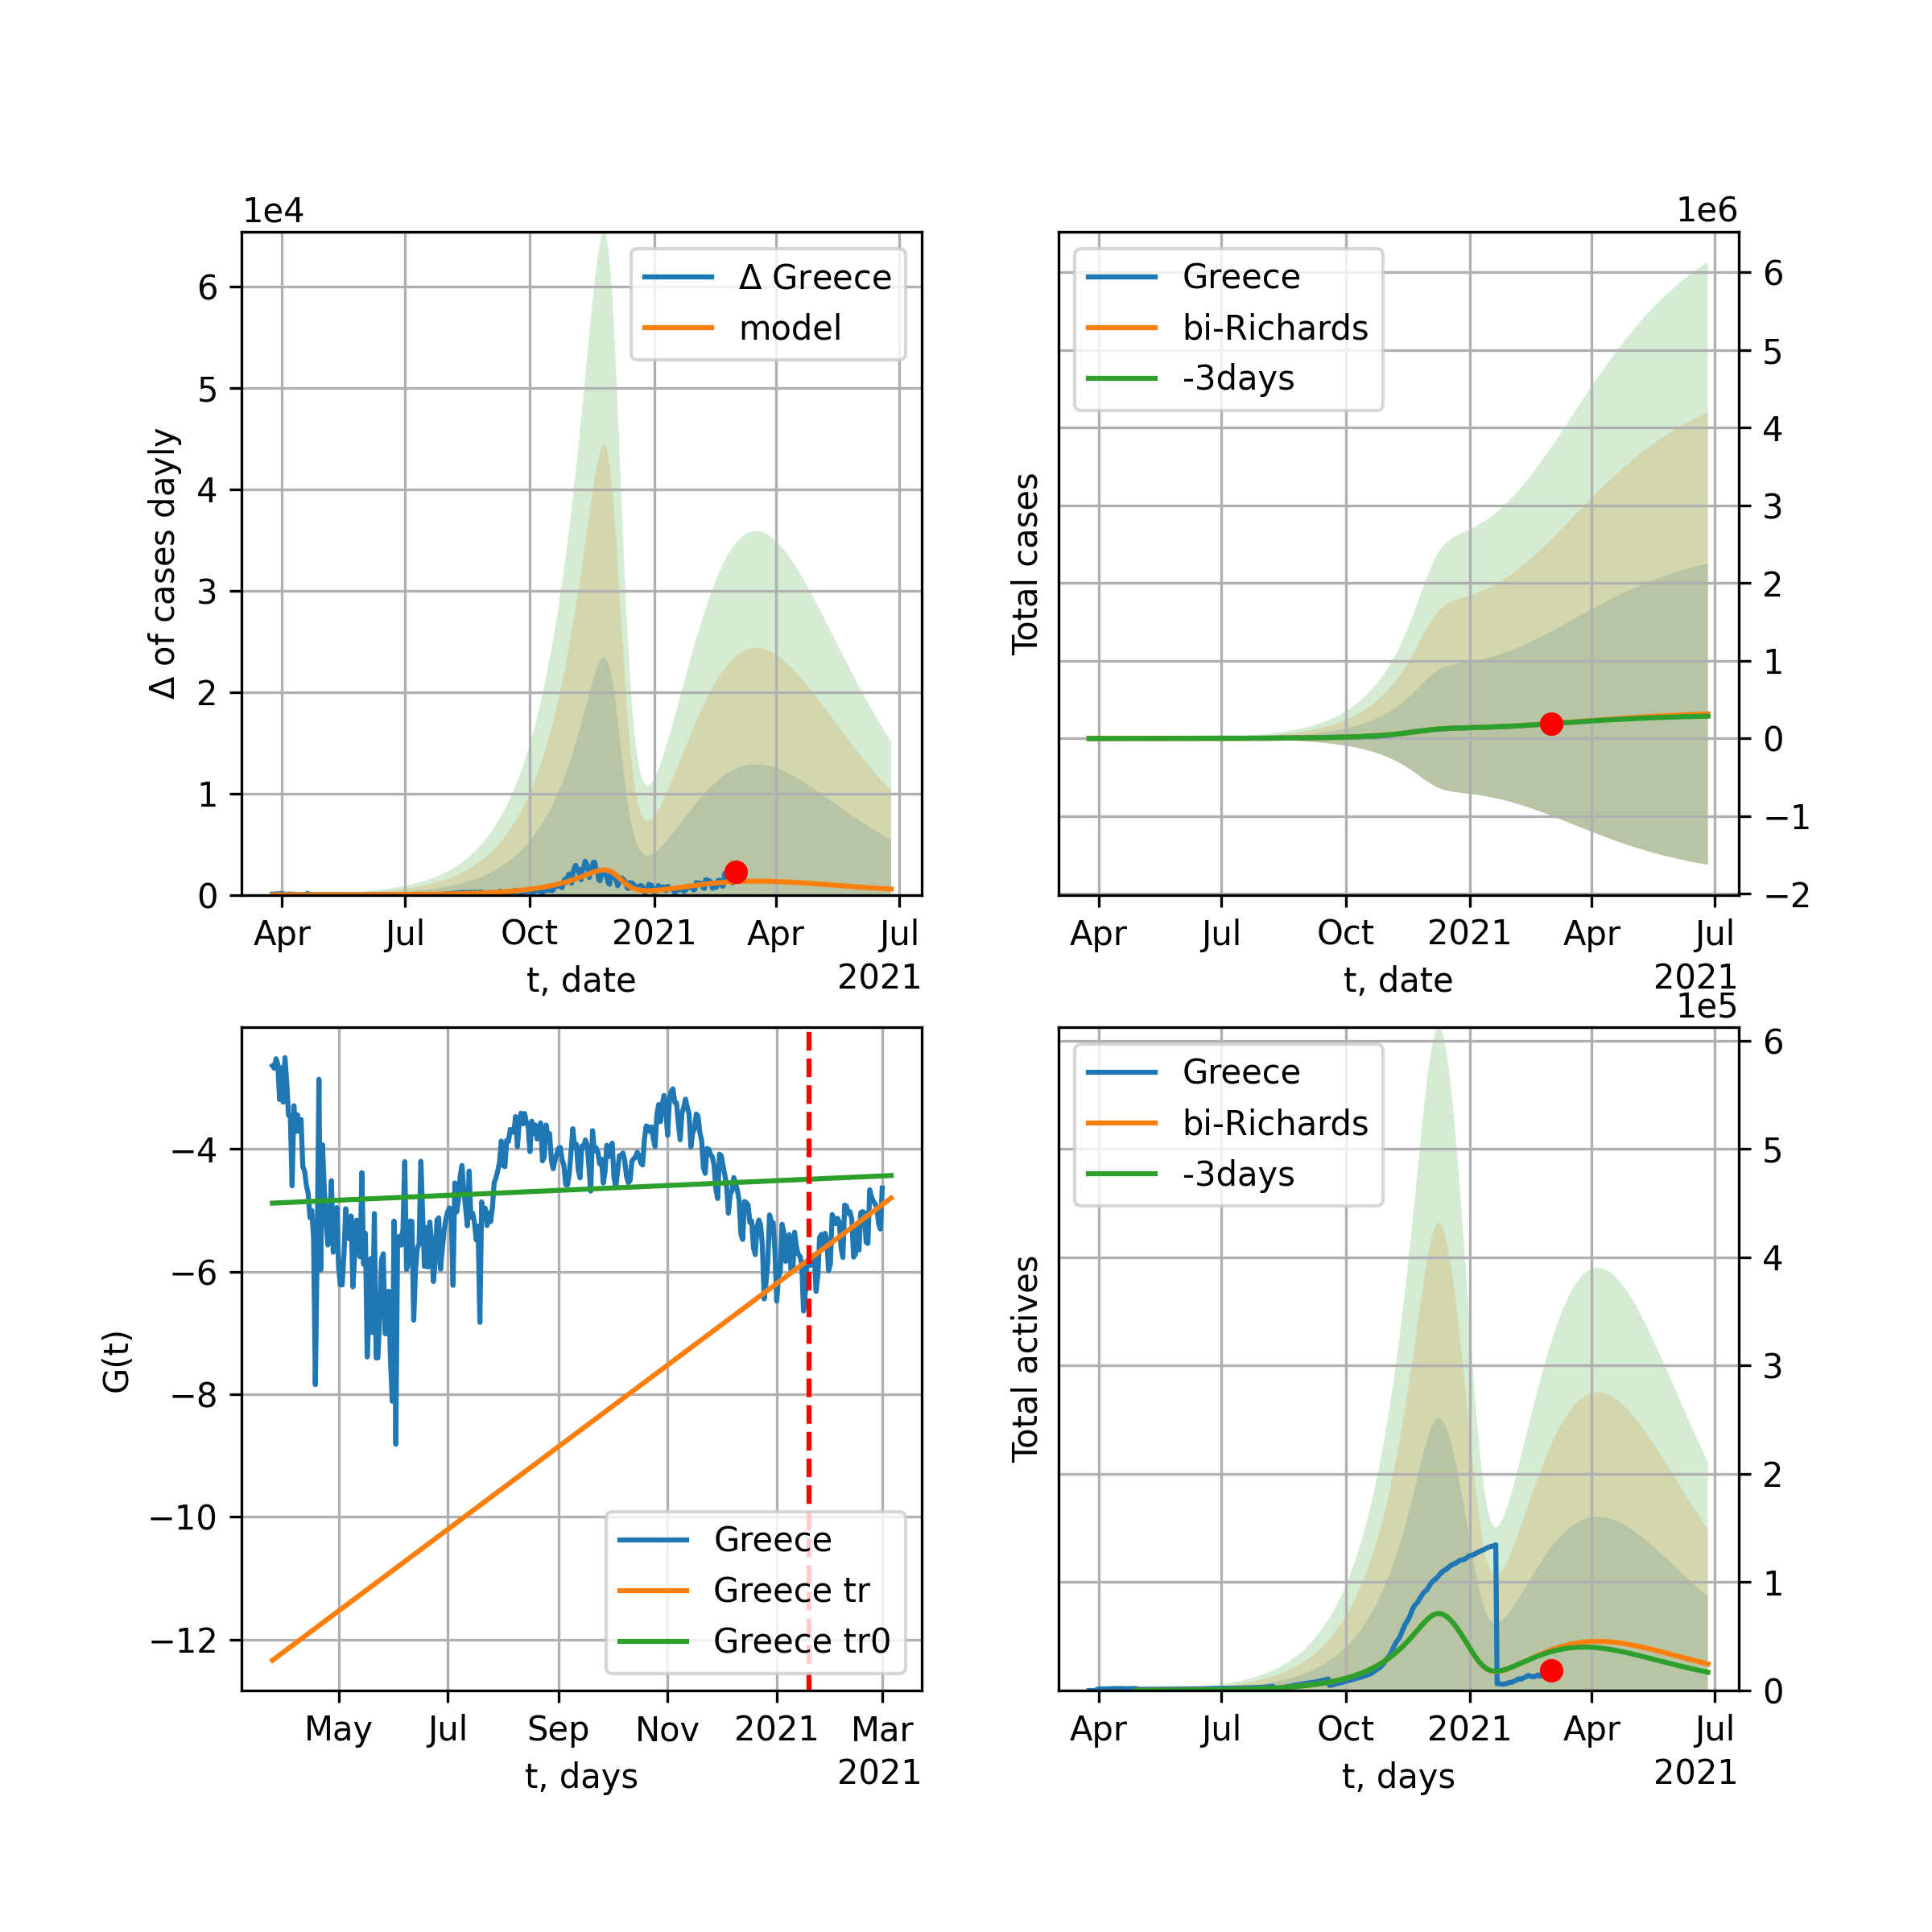 1e4
Δ of cases dayly
6
5
4
3
2
1
0
Δ Greece
model
Apr
Jul
Oct
2021
Apr
Jul
t, date
2021
1e6
Total cases
Greece
bi-Richards
-3days
6
5
4
3
2
1
0
−1
−2
Apr
Jul
Oct
2021
Apr
Jul
t, date
2021
G(t)
−4
−6
−8
−10
−12
Greece
Greece tr
Greece tr0
May
Jul
Sep
Nov
2021
Mar
t, days
2021
1e5
Total actives
Greece
bi-Richards
-3days
6
5
4
3
2
1
0
Apr
Jul
Oct
2021
Apr
Jul
t, days
2021